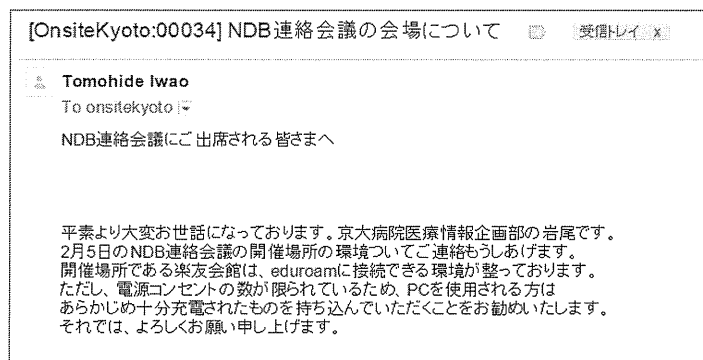 [OnsiteKyoto:00034] NDB連絡会議の会場について 受信トレイ x
Tomohide Iwao
To onsitekyoto
NDB連絡会議にご出席される皆さまへ
平素より大変お世話になっております。京大病院医療情報企画部の岩尾です。
2月5日のNDB連絡会議の開催場所の環境ついてご連絡もうしあげます。
開催場所である楽友会館は、eduroamに接続できる環境が整っております。
ただし、電源コンセントの数が限られているため、PCを使用される方は
あらかじめ十分充電されたものを持ち込んでいただくことをお勧めいたします。
それでは、よろしくお願い申し上げます。